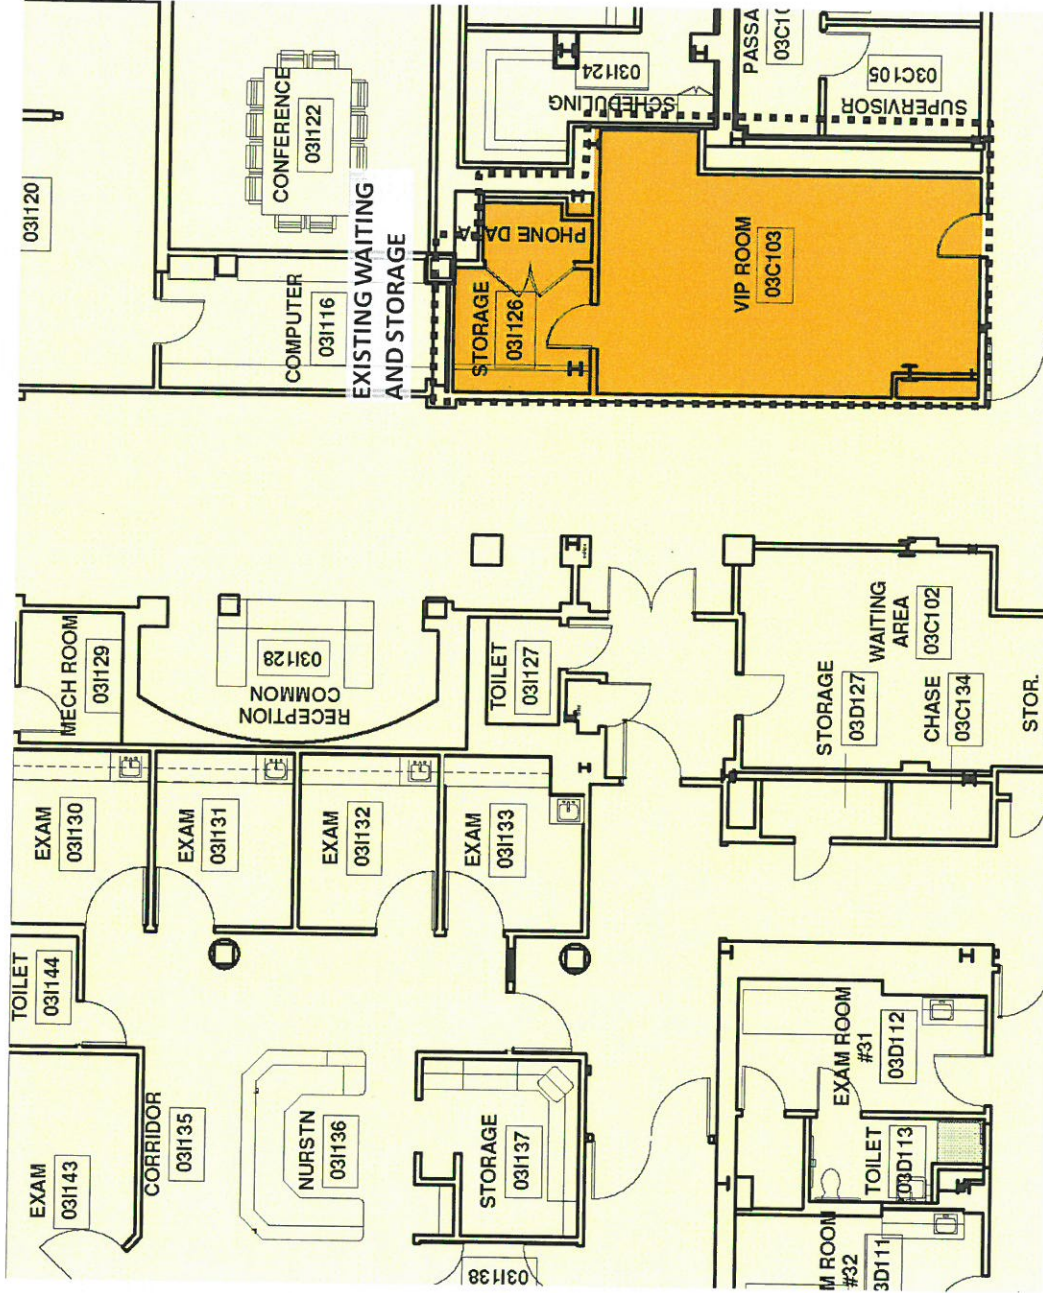 03I120
CONFERENCE
03I122
SCHEDULING
03I124
PASSA
03C10
SUPERVISOR
03C105
EXISTING WAITING
AND STORAGE
COMPUTER
03I116
STORAGE
03I126
PHONE DATA
VIP ROOM
03C103
MECH ROOM
03I129
RECEPTION
COMMON
03I128
TOILET
03I127
WAITING
AREA
03C102
STORAGE
03D127
CHASE
03C134
STOR.
EXAM
03I130
EXAM
03I131
EXAM
03I132
EXAM
03I133
TOILET
03I144
EXAM
03I143
CORRIDOR
03I135
NURSTN
03I136
STORAGE
03I137
03I138
EXAM ROOM
#31
03D112
TOILET
03D113
M ROOM
#32
3D111